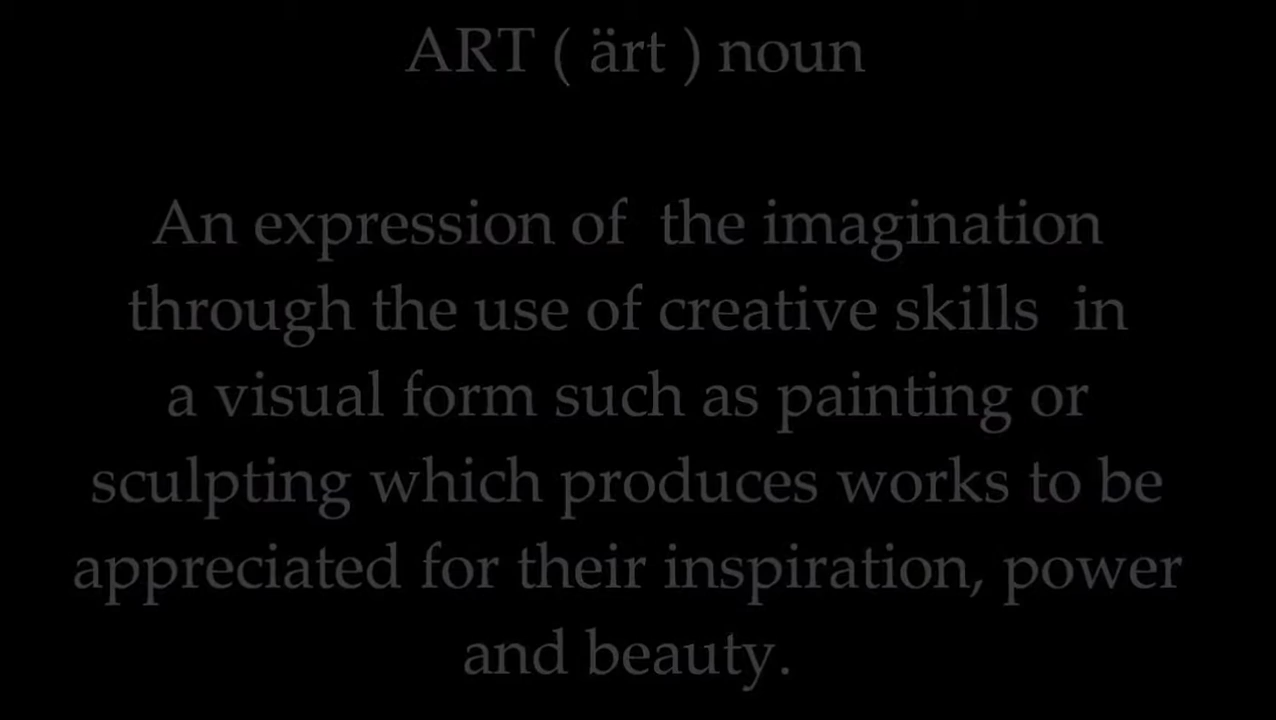 ART ( ärt ) noun
An expression of the imagination
through the use of creative skills in
a visual form such as painting or
sculpting which produces works to be
appreciated for their inspiration, power
and beauty.